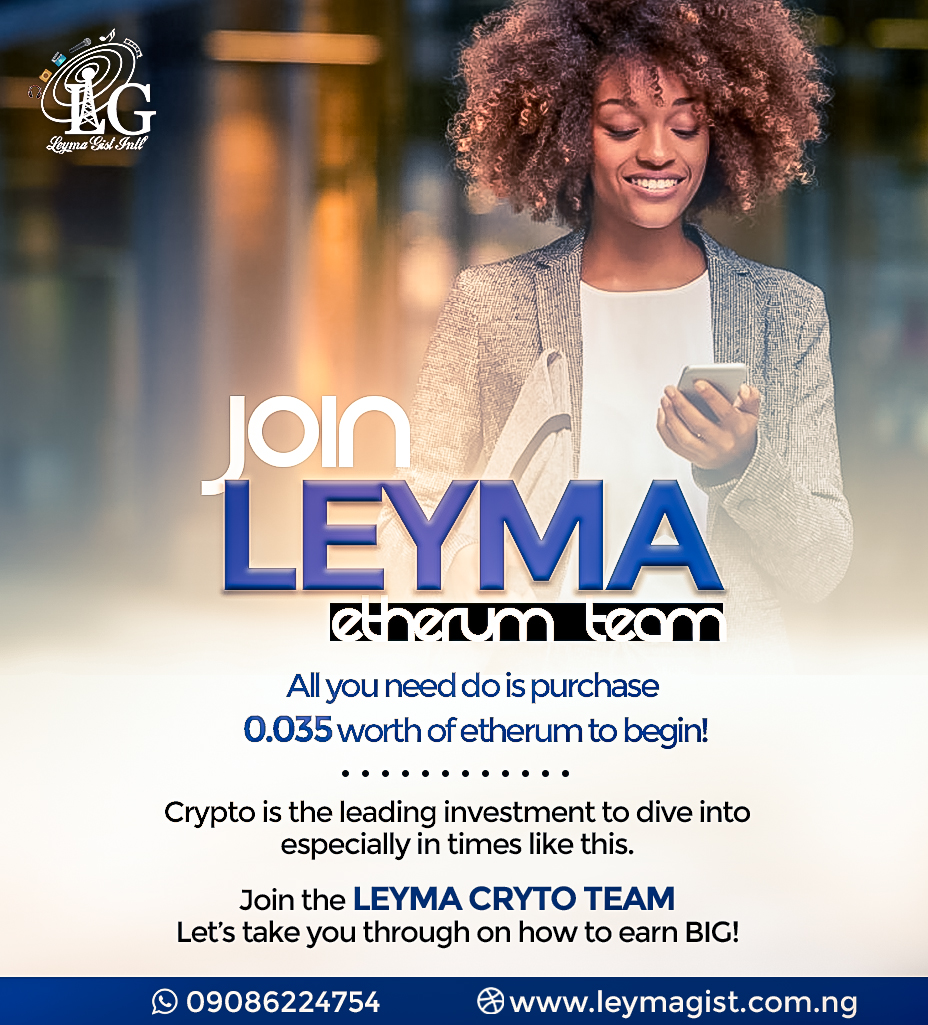 LG
Leyma Gist Intl'
JOIN
LEYMA
etherum team
All you need do is purchase
0.035 worth of etherum to begin!
Crypto is the leading investment to dive into
especially in times like this.
Join the LEYMA CRYTO TEAM
Let's take you through on how to earn BIG!
09086224754
www.leymagist.com.ng